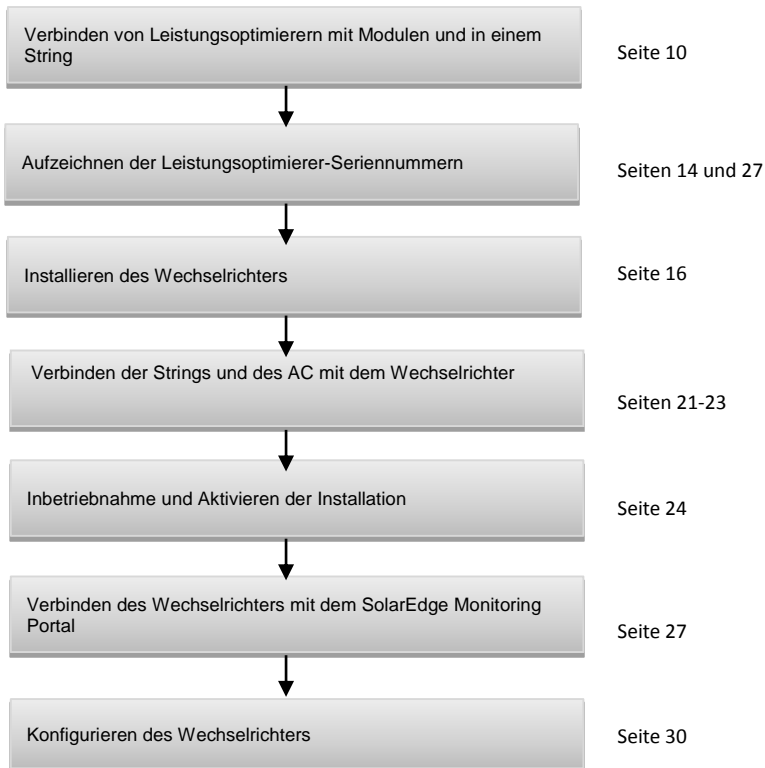 Verbinden von Leistungsoptimierern mit Modulen und in einem
String
Seite 10
Aufzeichnen der Leistungsoptimierer-Seriennummern
Seiten 14 und 27
Installieren des Wechselrichters
Seite 16
Verbinden der Strings und des AC mit dem Wechselrichter
Seiten 21-23
Inbetriebnahme und Aktivieren der Installation
Seite 24
Verbinden des Wechselrichters mit dem SolarEdge Monitoring
Portal
Seite 27
Konfigurieren des Wechselrichters
Seite 30